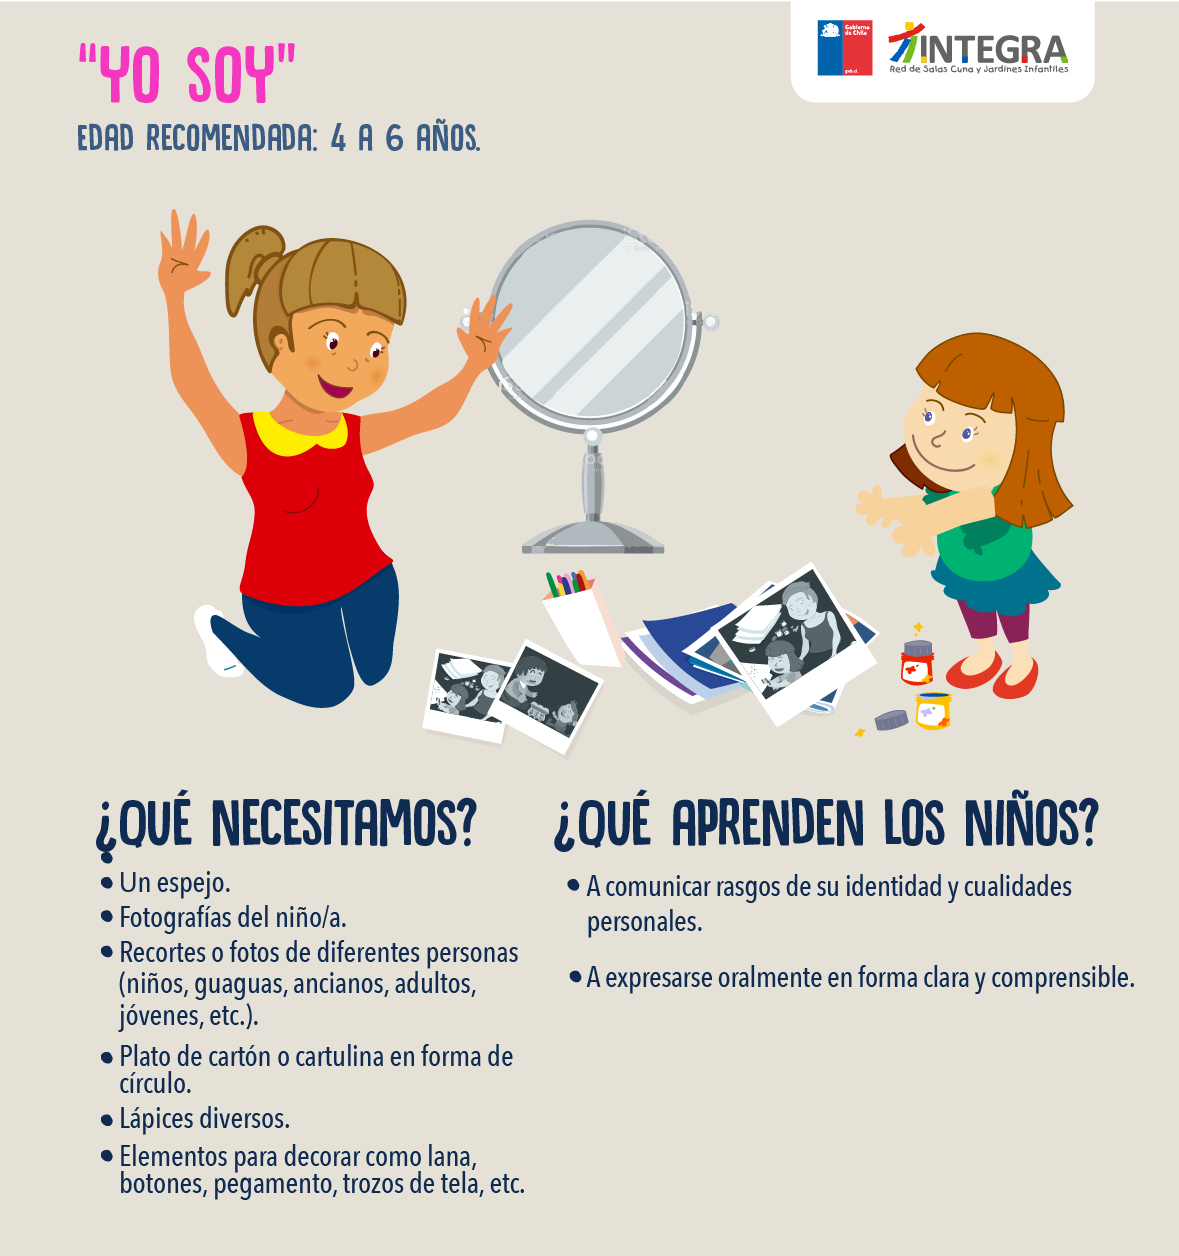 “YO SOY”
EDAD RECOMENDADA: 4 A 6 AÑOS.
Gobierno
de Chile
gob.cl
INTEGRA
Red de Salas Cuna y Jardines Infantiles
¿QUÉ NECESITAMOS?
• Un espejo.
• Fotografías del niño/a.
• Recortes o fotos de diferentes personas
(niños, guaguas, ancianos, adultos,
jóvenes, etc.).
• Plato de cartón o cartulina en forma de
círculo.
• Lápices diversos.
• Elementos para decorar como lana,
botones, pegamento, trozos de tela, etc.
¿QUÉ APRENDEN LOS NIÑOS?
• A comunicar rasgos de su identidad y cualidades
personales.
• A expresarse oralmente en forma clara y comprensible.